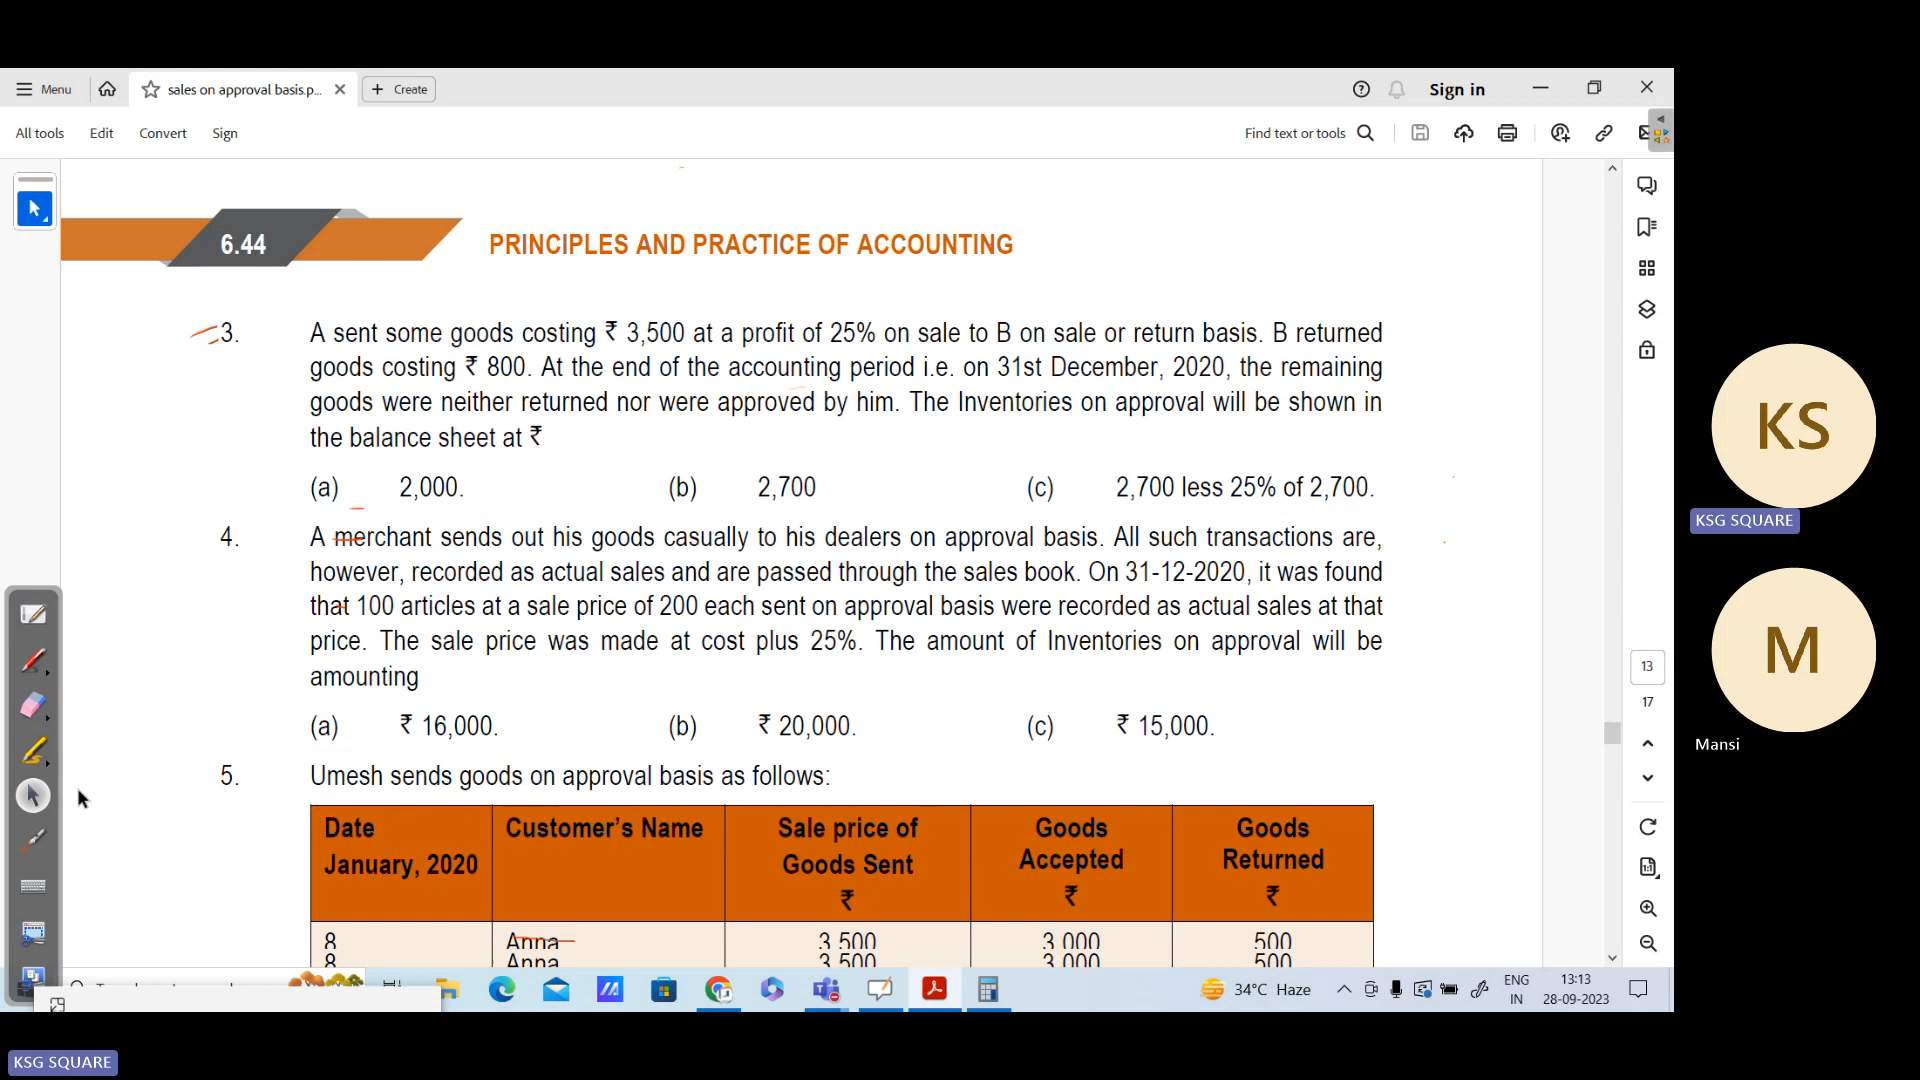 Menu
sales on approval basis.p...
Create
Sign in
All tools
Edit
Convert
Sign
Find text or tools
6.44
PRINCIPLES AND PRACTICE OF ACCOUNTING
3. A sent some goods costing ₹ 3,500 at a profit of 25% on sale to B on sale or return basis. B returned
goods costing ₹ 800. At the end of the accounting period i.e. on 31st December, 2020, the remaining
goods were neither returned nor were approved by him. The Inventories on approval will be shown in
the balance sheet at ₹
(a) 2,000. (b) 2,700 (c) 2,700 less 25% of 2,700.
4. A merchant sends out his goods casually to his dealers on approval basis. All such transactions are,
however, recorded as actual sales and are passed through the sales book. On 31-12-2020, it was found
that 100 articles at a sale price of 200 each sent on approval basis were recorded as actual sales at that
price. The sale price was made at cost plus 25%. The amount of Inventories on approval will be
amounting
(a) ₹ 16,000. (b) ₹ 20,000. (c) ₹ 15,000.
5. Umesh sends goods on approval basis as follows:
Date
January, 2020
Customer's Name
Sale price of
Goods Sent
₹
Goods
Accepted
₹
Goods
Returned
₹
8 Anna 3,500 3,000 500
8 Anna 3,500 3,000 500
13
17
KS
KSG SQUARE
M
Mansi
34°C Haze
ENG
IN
13:13
28-09-2023
KSG SQUARE